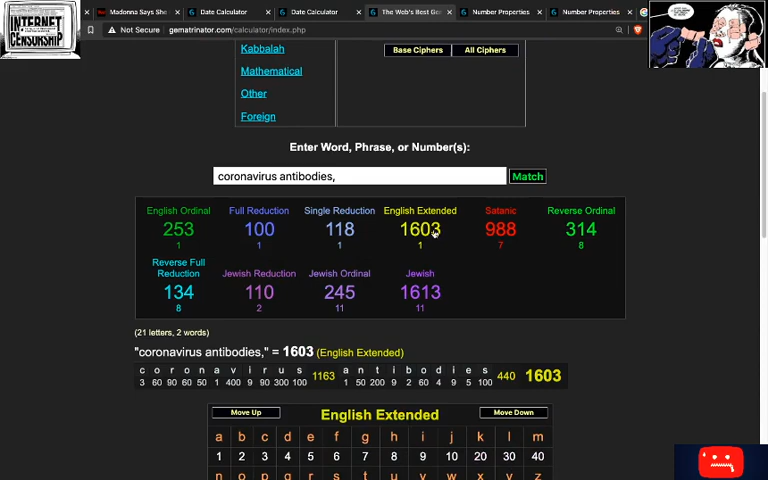 INTERNET
CENSORSHIP
Madonna Says She
Date Calculator
Date Calculator
The Web's Best Ge
Number Properties
Number Properties
Not Secure
gematrinator.com/calculator/index.php
Kabbalah
Mathematical
Other
Foreign
Base Ciphers
All Ciphers
Enter Word, Phrase, or Number(s):
coronavirus antibodies,
Match
English Ordinal Full Reduction Single Reduction English Extended Satanic Reverse Ordinal
253 100 118 1603 988 314
1 1 1 1 7 8
Reverse Full
Reduction Jewish Reduction Jewish Ordinal Jewish
134 110 245 1613
8 2 11 11
(21 letters, 2 words)
"coronavirus antibodies," = 1603 (English Extended)
c o r o n a v i r u s 1163 a n t i b o d i e s 440 1603
3 60 90 60 50 1 400 9 90 300 100 1 50 200 9 2 60 4 9 5 100
Move Up
English Extended
Move Down
a b c d e f g h i j k l m
1 2 3 4 5 6 7 8 9 10 20 30 40
n o p q r s t u v w x y z